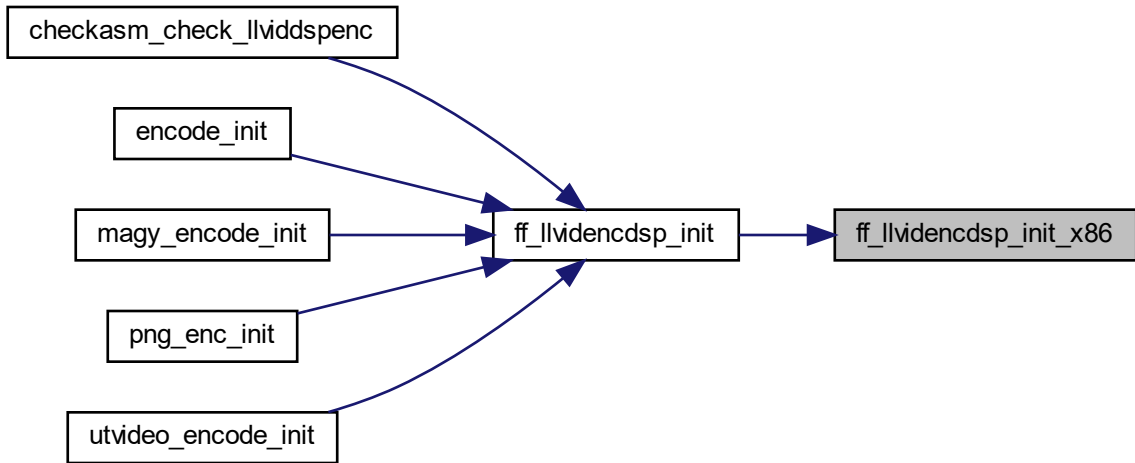 checkasm_check_llviddspenc
encode_init
magy_encode_init
ff_llvidencdsp_init
ff_llvidencdsp_init_x86
png_enc_init
utvideo_encode_init